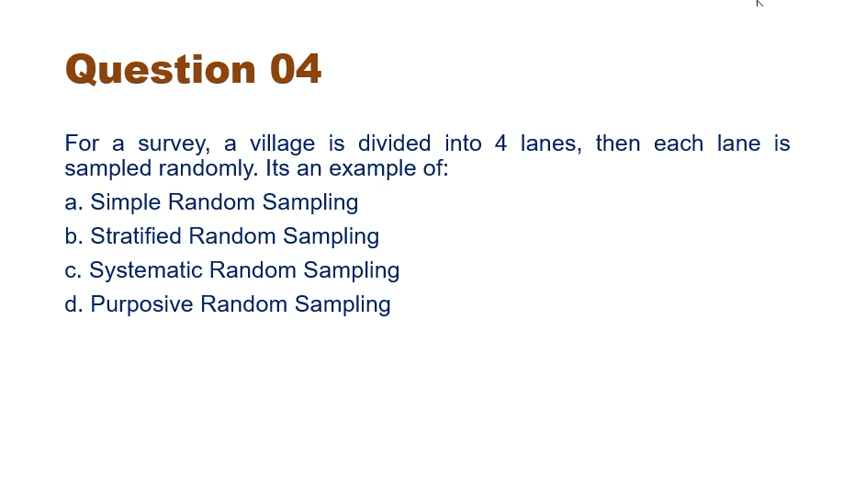 Question 04
For a survey, a village is divided into 4 lanes, then each lane is
sampled randomly. Its an example of:
a. Simple Random Sampling
b. Stratified Random Sampling
c. Systematic Random Sampling
d. Purposive Random Sampling